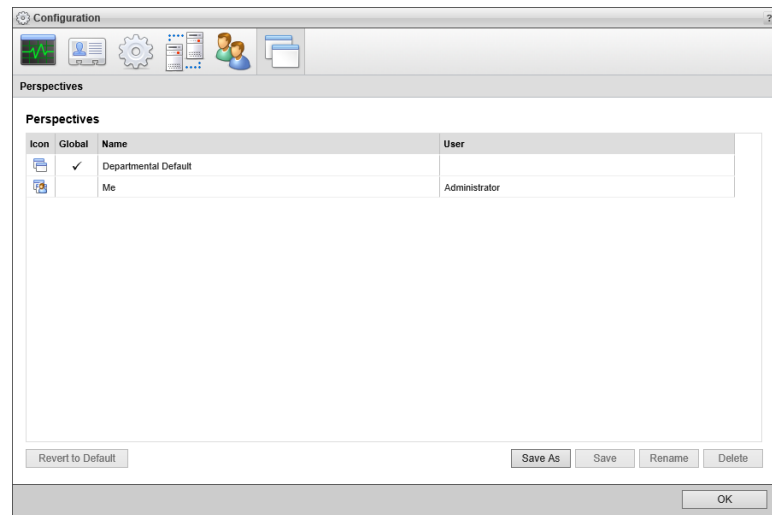 Configuration ?
Perspectives
Perspectives
Icon Global Name User
✓ Departmental Default
Me Administrator
Revert to Default Save As Save Rename Delete
OK